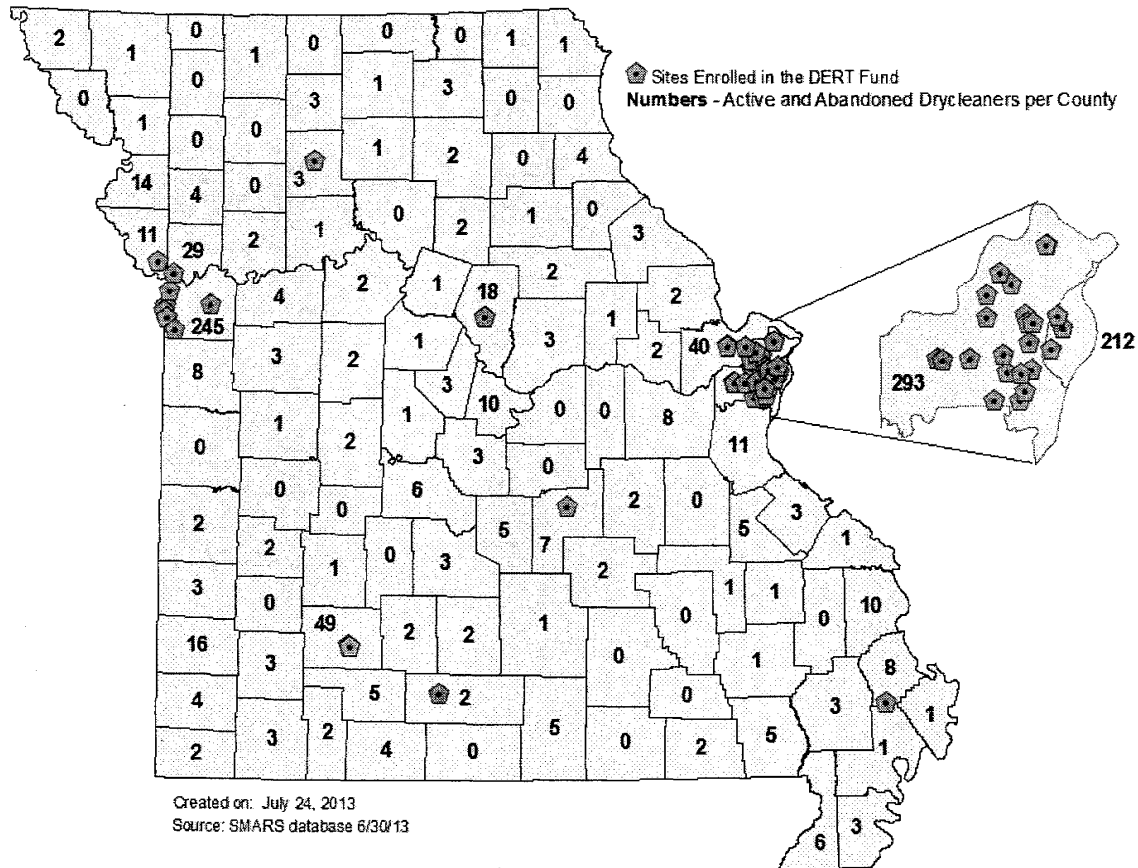 2 1 0 1 0 0 0 1 1
Sites Enrolled in the DERT Fund
Numbers - Active and Abandoned Drycleaners per County
0 1 0 0 3 1 3 0 0
14 4 0 0 3 1 2 0 4
11 29 2 1 0 2 1 0 3
245 4 2 1 18 2 3 1 2
8 3 2 1 3 10 2 40
293 212
0 1 2 1 3 0 0 0 8 11
2 0 0 6 5 7 2 0 5 3 1
3 2 1 0 3 2 1 1 0 10
16 0 49 2 2 1 0 0 1 8
4 3 5 2 5 0 3 1
2 3 2 4 0 0 2 5 1
Created on: July 24, 2013
Source: SMARS database 6/30/13
6 3